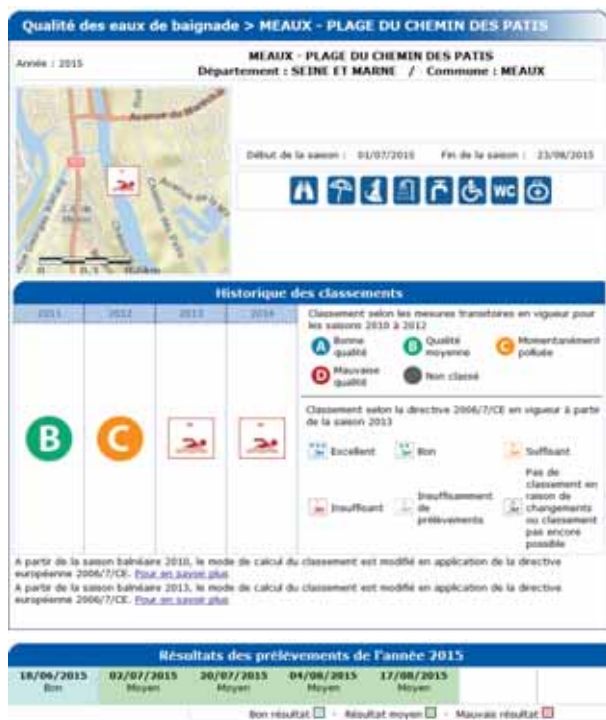 Qualité des eaux de baignade > MEAUX - PLAGE DU CHEMIN DES PATIS
Année : 2015
MEAUX - PLAGE DU CHEMIN DES PATIS
Département : SEINE ET MARNE / Commune : MEAUX
Début de la saison : 01/07/2015 Fin de la saison : 23/08/2015
WC
Historique des classements
2011 2012 2013 2014
Classement selon les mesures transitoires en vigueur pour
les saisons 2010 à 2012
A Bonne qualité
B Qualité moyenne
C Momentanément polluée
D Mauvaise qualité
Non classé
B C
Classement selon la directive 2006/7/CE en vigueur à parte
de la saison 2013
Excellent Bon Suffisant
Insuffisant
Insuffisamment
de
prélèvements
Pas de
classement en
raison de
changements
ou classement
pas encore
possible
A partir de la saison balnéaire 2010, le mode de calcul du classement est modifié en application de la directive
européenne 2006/7/CE. Pour en savoir plus
A partir de la saison balnéaire 2013, le mode de calcul du classement est modifié en application de la directive
européenne 2006/7/CE. Pour en savoir plus
Résultats des prélèvements de l'année 2015
18/06/2015 02/07/2015 20/07/2015 04/08/2015 17/08/2015
Bon Moyen Moyen Moyen Moyen
Bon résultat - Résultat moyen - Mauvais résultat